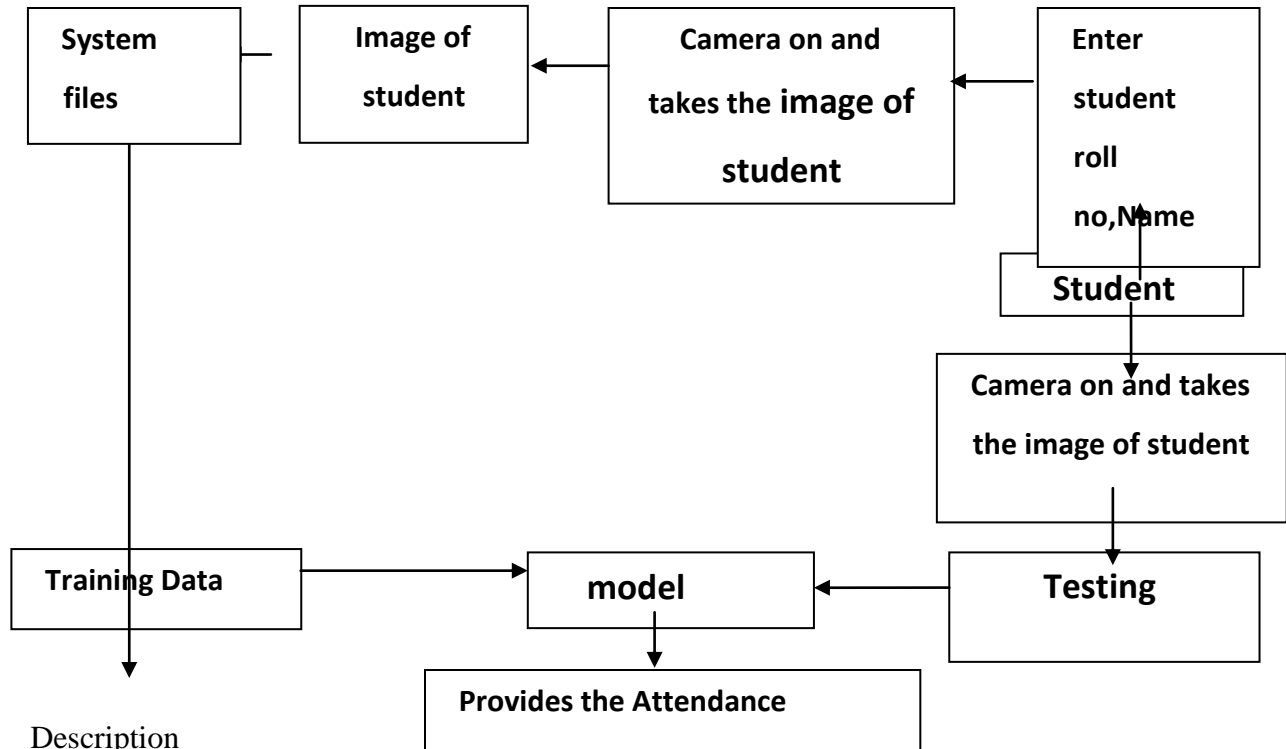 System
files
Image of
student
Camera on and
takes the image of
student
Enter
student
roll
no,Name
Student
Camera on and takes
the image of student
Training Data
model
Testing
Provides the Attendance
Description